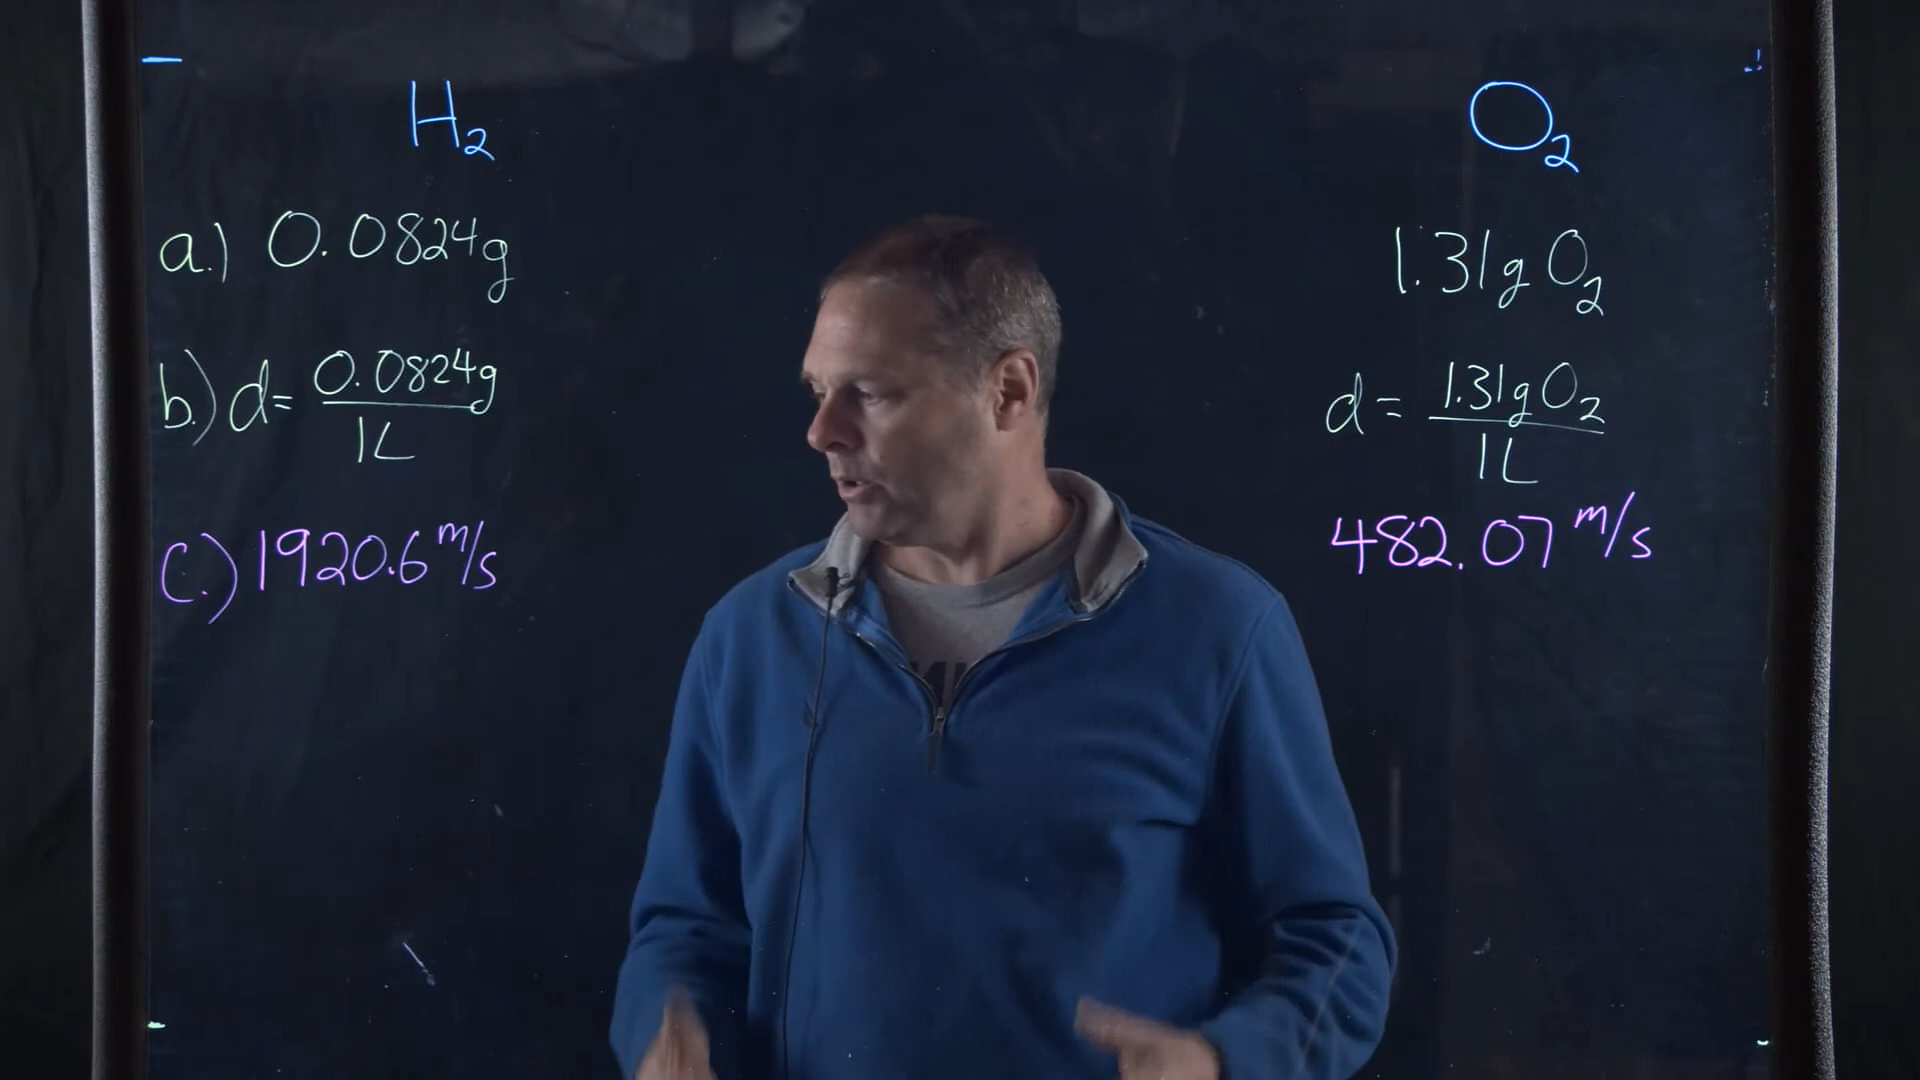 H₂
O₂
a.) 0.0824g
1.31g O₂
b.) d = 0.0824g / 1L
d = 1.31g O₂ / 1L
c.) 1920.6 m/s
482.07 m/s